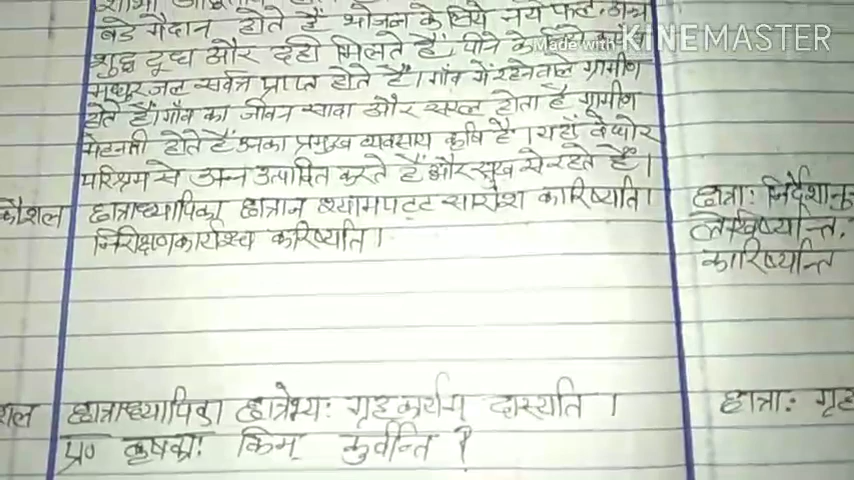 बड़े मैदान होते हैं भोजन के लिये नये फल, अन्न
शुद्ध दूध और दही मिलते हैं, पीने के लिये
Made with KINEMASTER
मधुर जल सर्वत्र प्राप्त होते हैं। गाँव में रहनेवाले ग्रामीण
होते हैं। गाँव का जीवन सादा और सरल होता है ग्रामीण
मेहनती होते हैं उनका प्रमुख व्यवसाय कृषि है। यहाँ वे घोर
परिश्रम से अन्न उत्पादित करते हैं और सुख से रहते हैं।
कौशल छात्राध्यापिका छात्रान श्यामपट्ट सारांश कारिष्यति। छात्रा: निर्देशानु
निरीक्षणकार्यश्च करिष्यति। लेखिष्यन्ति.
कारिष्यन्ति
छात्राध्यापिका छात्रेभ्य: गृहकार्यम् दास्यति। छात्रा: गृह
प्र० कृषका: किम् कुर्वन्ति?